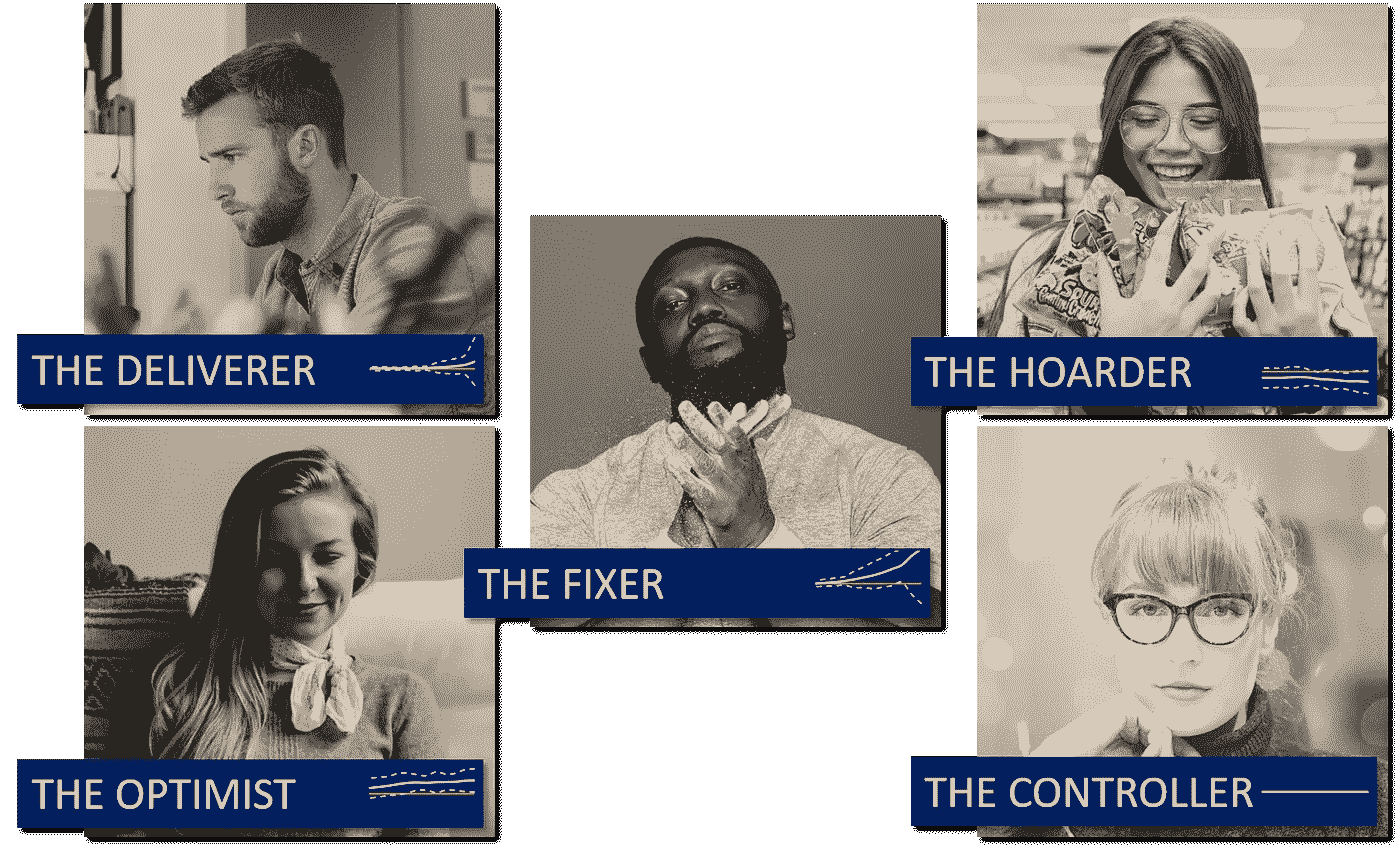 THE DELIVERER
THE HOARDER
THE FIXER
THE OPTIMIST
THE CONTROLLER